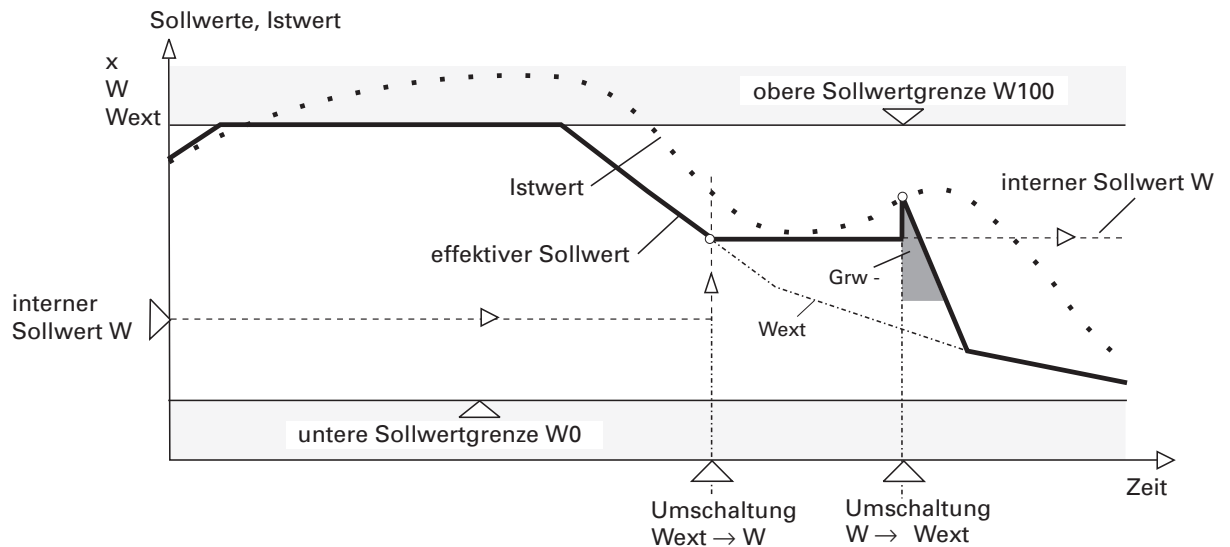 Sollwerte, Istwert
x
W
Wext
obere Sollwertgrenze W100
Istwert
interner Sollwert W
effektiver Sollwert
Grw -
interner
Sollwert W
Wext
untere Sollwertgrenze W0
Zeit
Umschaltung
Wext → W
Umschaltung
W → Wext